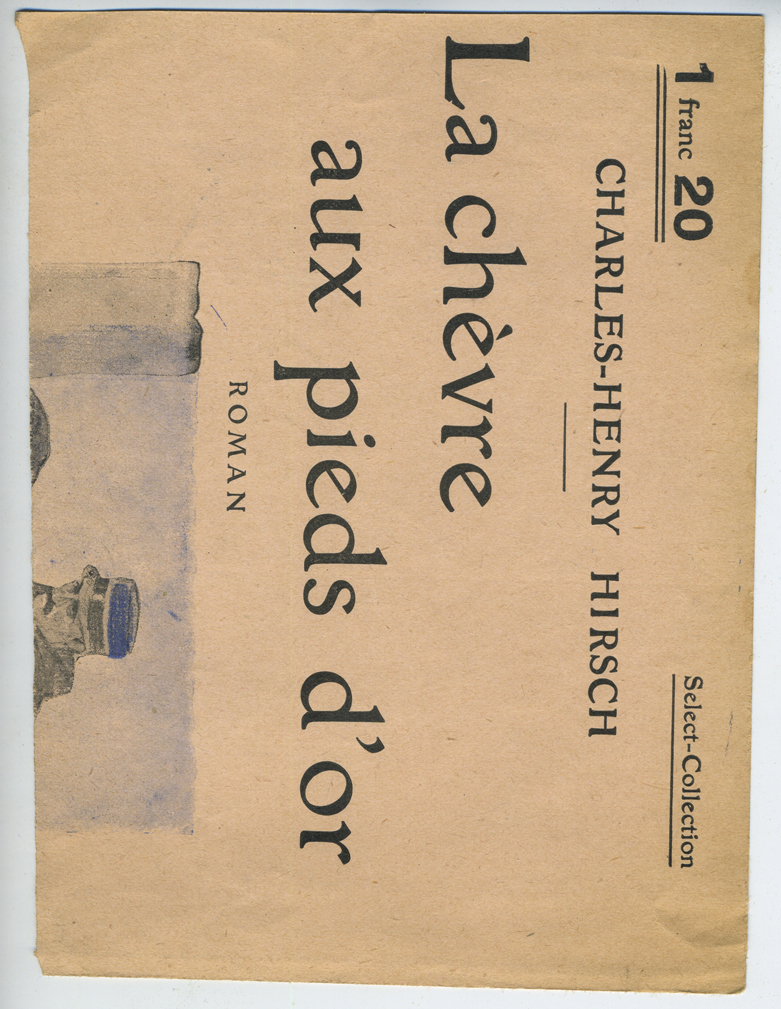 1 franc 20
Select-Collection
CHARLES-HENRY HIRSCH
La chèvre
aux pieds d'or
ROMAN